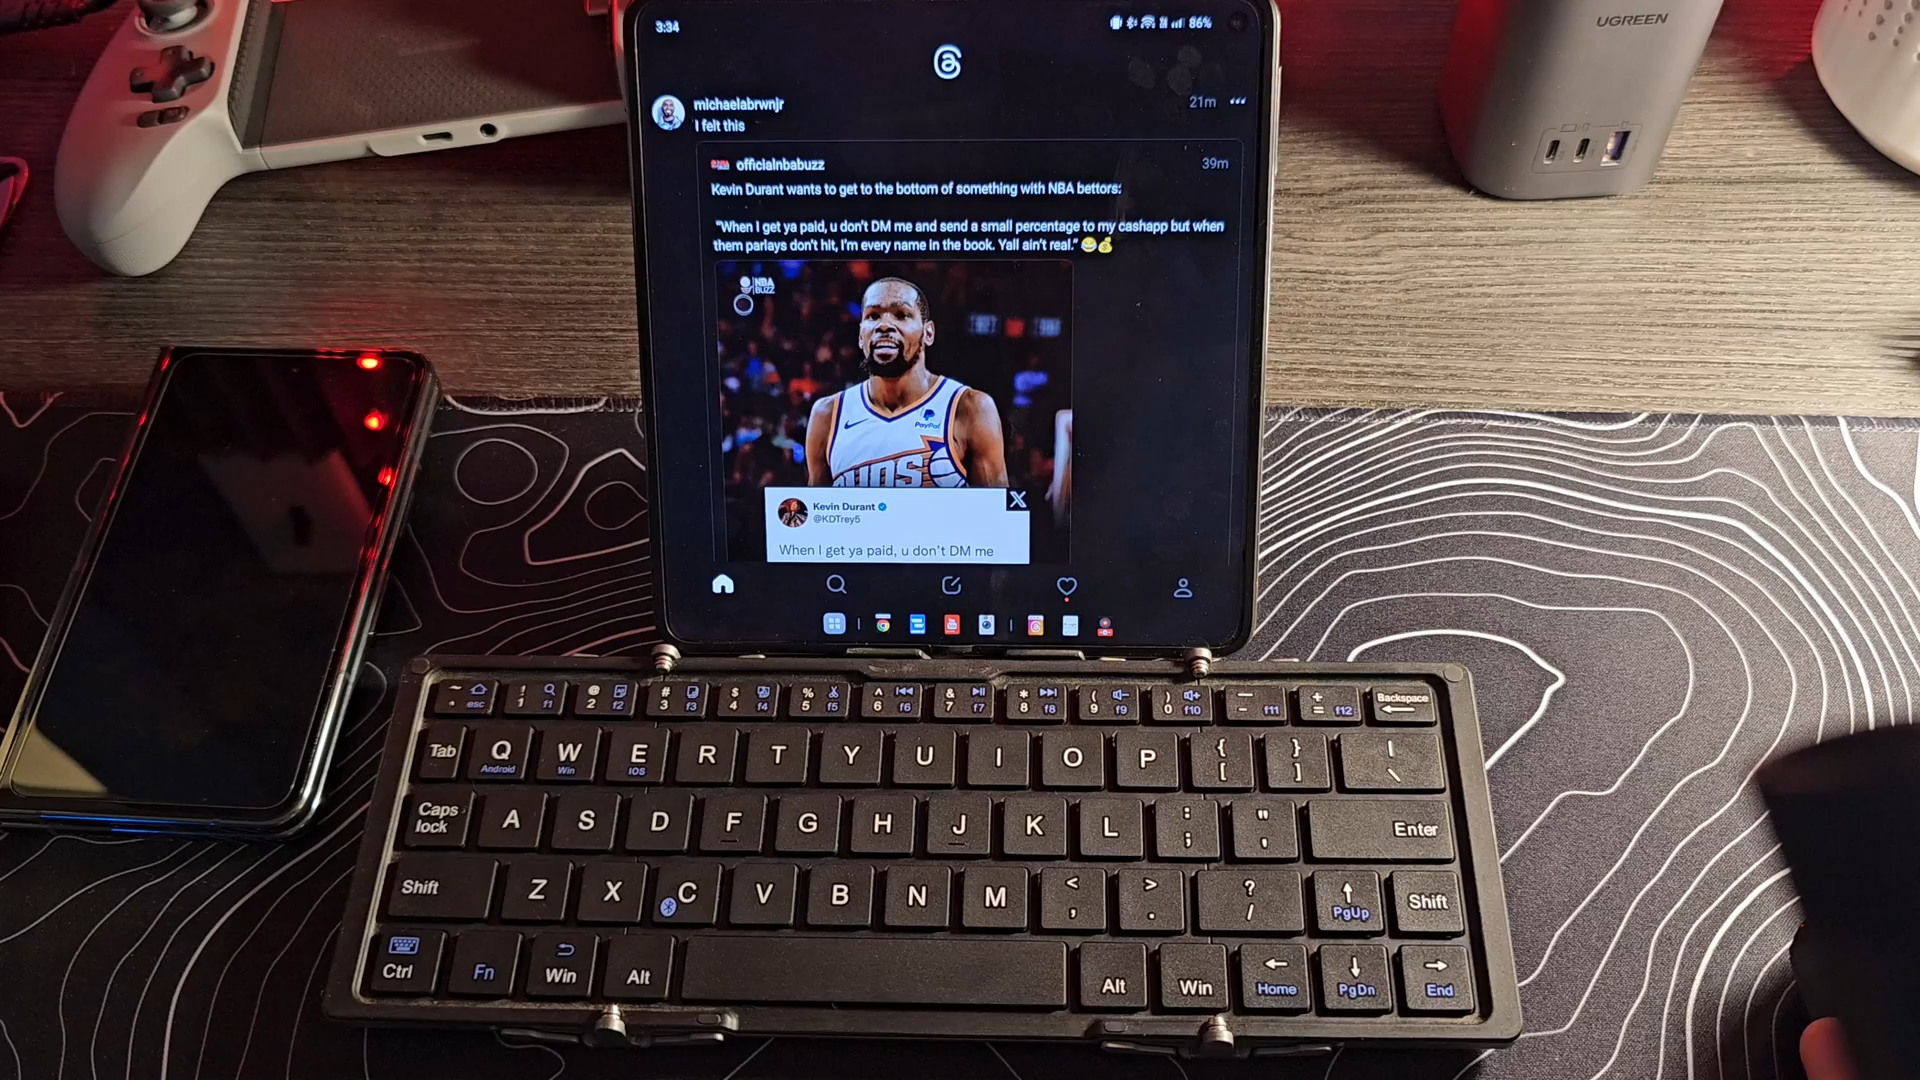 UGREEN
3:34
86%
michaelabrwnjr
21m
I felt this
officialnbabuzz
39m
Kevin Durant wants to get to the bottom of something with NBA bettors:
"When I get ya paid, u don't DM me and send a small percentage to my cashapp but when
them parlays don't hit, I'm every name in the book. Yall ain't real." 😂💰
NBA
BUZZ
PayPal
SUNS
Kevin Durant
@KDTrey5
When I get ya paid, u don't DM me
~ ` esc ! 1 f1 @ 2 f2 # 3 f3 $ 4 f4 % 5 f5 ^ 6 f6 & 7 f7 * 8 f8 ( 9 f9 ) 0 f10 — - f11 + = f12 Backspace
Tab Q W E R T Y U I O P { [ } ] | \
Android Win IOS
Caps lock A S D F G H J K L : ; " ' Enter
Shift Z X C V B N M < , > . ? / PgUp Shift
Ctrl Fn Win Alt Alt Win Home PgDn End